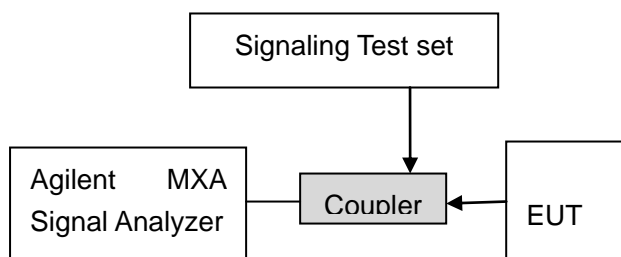 Signaling Test set
Agilent MXA
Signal Analyzer
Coupler
EUT